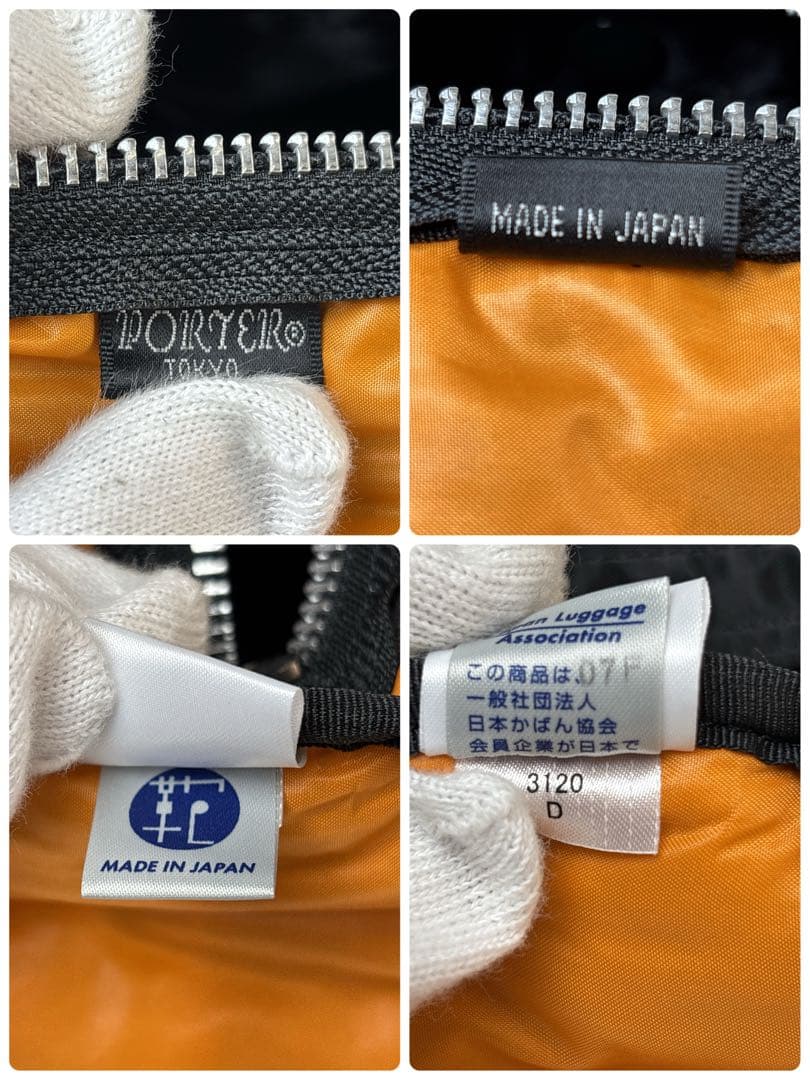 PORTER®
TOKYO
MADE IN JAPAN
MADE IN JAPAN
Luggage
Association
この商品は、07F
一般社団法人
日本かばん協会
会員企業が日本で
3120
D